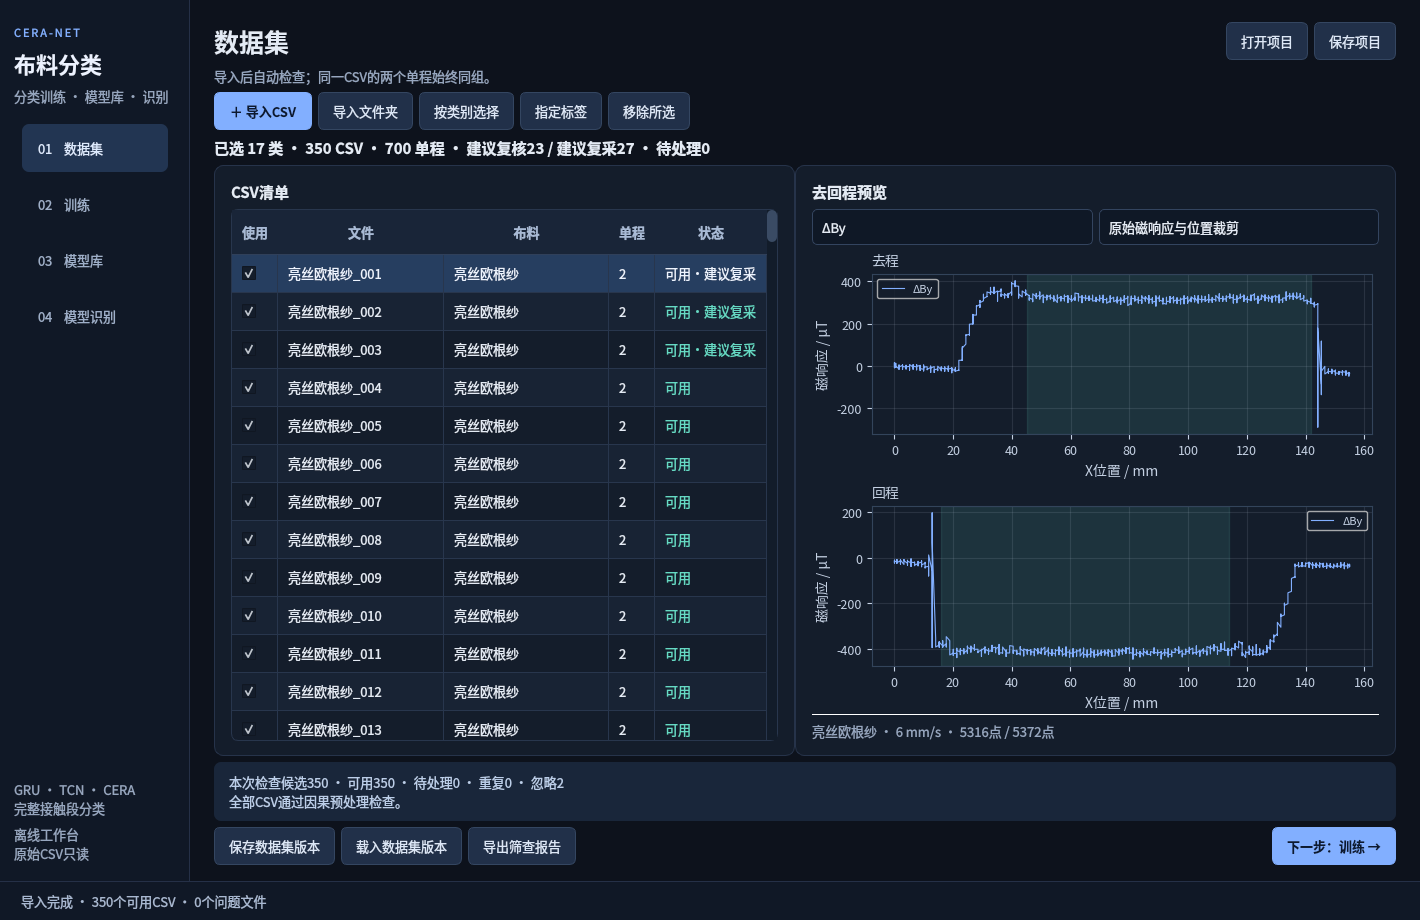 CERA-NET
布料分类
分类训练 • 模型库 • 识别
01 数据集
02 训练
03 模型库
04 模型识别
GRU • TCN • CERA
完整接触段分类
离线工作台
原始CSV只读
数据集
导入后自动检查；同一CSV的两个单程始终同组。
打开项目 保存项目
＋ 导入CSV 导入文件夹 按类别选择 指定标签 移除所选
已选 17 类 • 350 CSV • 700 单程 • 建议复核23 / 建议复采27 • 待处理0
CSV清单
使用 文件 布料 单程 状态
✓ 亮丝欧根纱_001 亮丝欧根纱 2 可用·建议复采
✓ 亮丝欧根纱_002 亮丝欧根纱 2 可用·建议复采
✓ 亮丝欧根纱_003 亮丝欧根纱 2 可用·建议复采
✓ 亮丝欧根纱_004 亮丝欧根纱 2 可用
✓ 亮丝欧根纱_005 亮丝欧根纱 2 可用
✓ 亮丝欧根纱_006 亮丝欧根纱 2 可用
✓ 亮丝欧根纱_007 亮丝欧根纱 2 可用
✓ 亮丝欧根纱_008 亮丝欧根纱 2 可用
✓ 亮丝欧根纱_009 亮丝欧根纱 2 可用
✓ 亮丝欧根纱_010 亮丝欧根纱 2 可用
✓ 亮丝欧根纱_011 亮丝欧根纱 2 可用
✓ 亮丝欧根纱_012 亮丝欧根纱 2 可用
✓ 亮丝欧根纱_013 亮丝欧根纱 2 可用
去回程预览
ΔBy 原始磁响应与位置裁剪
去程
ΔBy
磁响应 / μT
400
200
0
-200
0 20 40 60 80 100 120 140 160
X位置 / mm
回程
ΔBy
磁响应 / μT
200
0
-200
-400
0 20 40 60 80 100 120 140 160
X位置 / mm
亮丝欧根纱 • 6 mm/s • 5316点 / 5372点
本次检查候选350 • 可用350 • 待处理0 • 重复0 • 忽略2
全部CSV通过因果预处理检查。
保存数据集版本 载入数据集版本 导出筛查报告 下一步：训练 →
导入完成 • 350个可用CSV • 0个问题文件